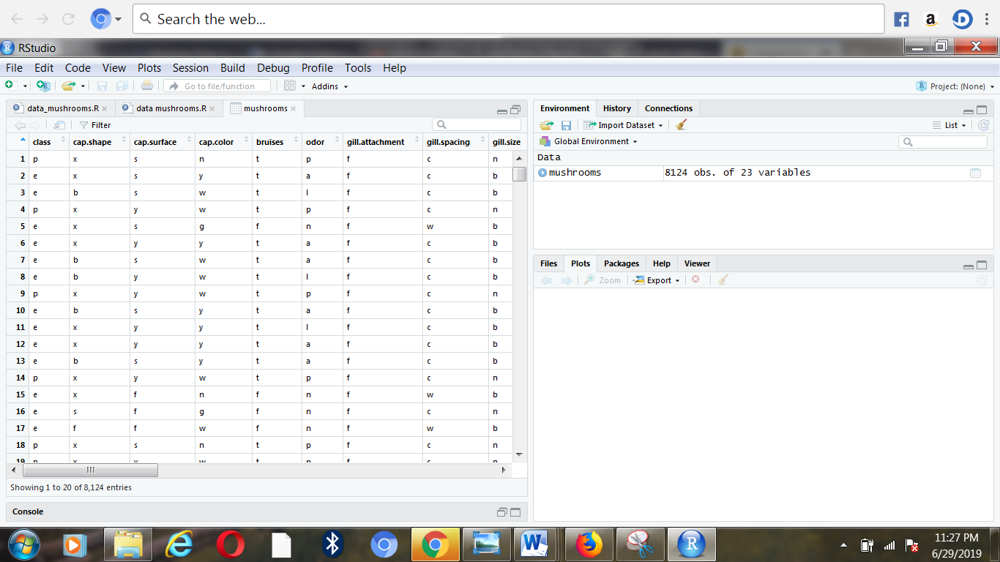 Search the web...
RStudio
File Edit Code View Plots Session Build Debug Profile Tools Help
Go to file/function Addins Project: (None)
data_mushrooms.R data mushrooms.R mushrooms
Filter
class cap.shape cap.surface cap.color bruises odor gill.attachment gill.spacing gill.size
1 p x s n t p f c n
2 e x s y t a f c b
3 e b s w t l f c b
4 p x y w t p f c n
5 e x s g f n f w b
6 e x y y t a f c b
7 e b s w t a f c b
8 e b y w t l f c b
9 p x y w t p f c n
10 e b s y t a f c b
11 e x y y t l f c b
12 e x y y t a f c b
13 e b s y t a f c b
14 p x y w t p f c n
15 e x f n f n f w b
16 e s f g f n f c n
17 e f f w f n f w b
18 p x s n t p f c n
19 p x y w t p f c n
Showing 1 to 20 of 8,124 entries
Console
Environment History Connections
Import Dataset List
Global Environment
Data
mushrooms 8124 obs. of 23 variables
Files Plots Packages Help Viewer
Zoom Export
11:27 PM
6/29/2019